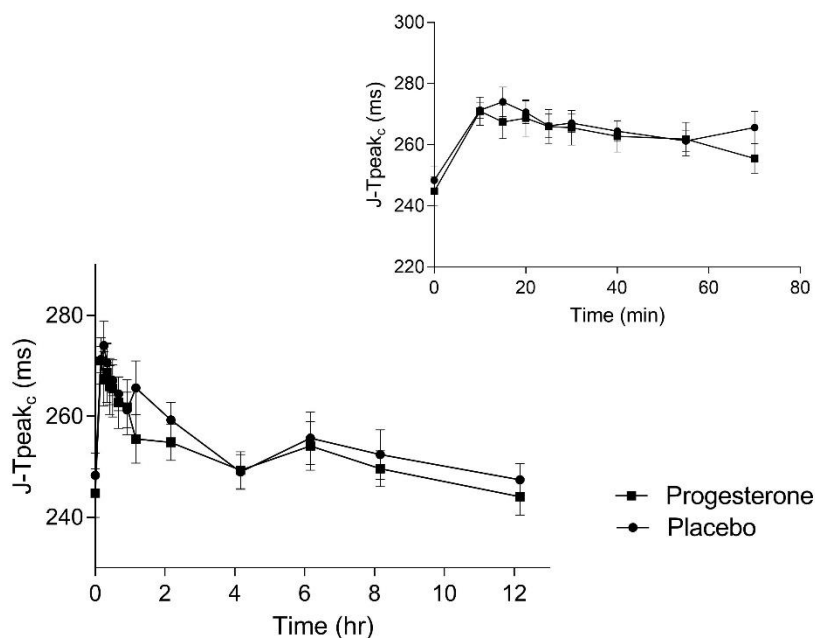 300
280
260
240
220
J-Tpeakc (ms)
0 20 40 60 80
Time (min)
280
260
240
J-Tpeakc (ms)
0 2 4 6 8 10 12
Time (hr)
Progesterone
Placebo